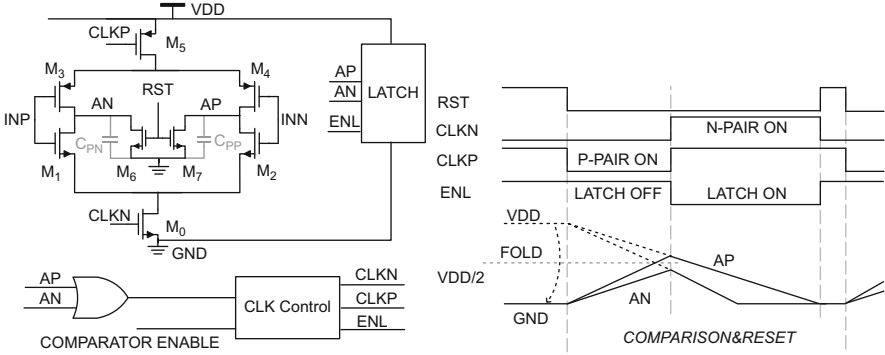 VDD
CLKP
M5
M3
M4
RST
AN
AP
INP
INN
CPN
CPP
M1
M6
M7
M2
CLKN
M0
GND
AP
AN
ENL
LATCH
AP
AN
CLK Control
CLKN
CLKP
ENL
COMPARATOR ENABLE
RST
CLKN
N-PAIR ON
CLKP
P-PAIR ON
ENL
LATCH OFF
LATCH ON
VDD
FOLD
VDD/2
AP
AN
GND
COMPARISON&RESET